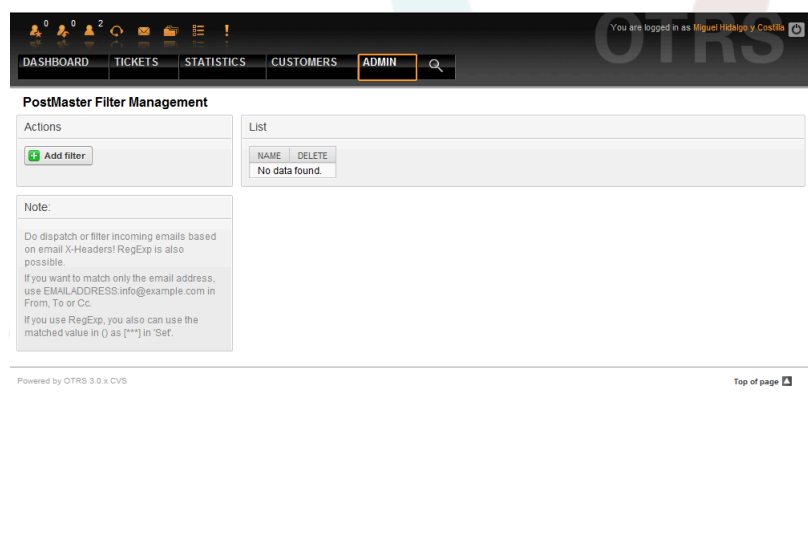 0 0 2
You are logged in as Miguel Hidalgo y Costilla
OTRS
DASHBOARD TICKETS STATISTICS CUSTOMERS ADMIN
PostMaster Filter Management
Actions
Add filter
List
NAME DELETE
No data found.
Note:
Do dispatch or filter incoming emails based
on email X-Headers! RegExp is also
possible.
If you want to match only the email address,
use EMAILADDRESS:info@example.com in
From, To or Cc.
If you use RegExp, you also can use the
matched value in () as [***] in 'Set'.
Powered by OTRS 3.0.x CVS
Top of page